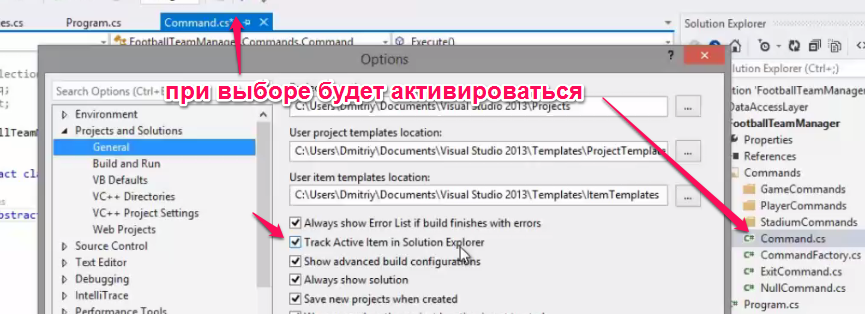 es.cs
Program.cs
Command.cs*
Solution Explorer
FootballTeamManager.Commands.Command
Execute()
Options
? ×
Search Options (Ctrl+E)
при выборе будет активироваться
Environment
Projects and Solutions
General
Build and Run
VB Defaults
VC++ Directories
VC++ Project Settings
Web Projects
Source Control
Text Editor
Debugging
IntelliTrace
Performance Tools
C:\Users\Dmitriy\Documents\Visual Studio 2013\Projects
...
User project templates location:
C:\Users\Dmitriy\Documents\Visual Studio 2013\Templates\ProjectTemplat
...
User item templates location:
C:\Users\Dmitriy\Documents\Visual Studio 2013\Templates\ItemTemplates
...
Always show Error List if build finishes with errors
Track Active Item in Solution Explorer
Show advanced build configurations
Always show solution
Save new projects when created
olution Explorer (Ctrl+;)
ution 'FootballTeamManager'
DataAccessLayer
FootballTeamManager
Properties
References
Commands
GameCommands
PlayerCommands
StadiumCommands
C# Command.cs
C# CommandFactory.cs
C# ExitCommand.cs
C# NullCommand.cs
C# Program.cs